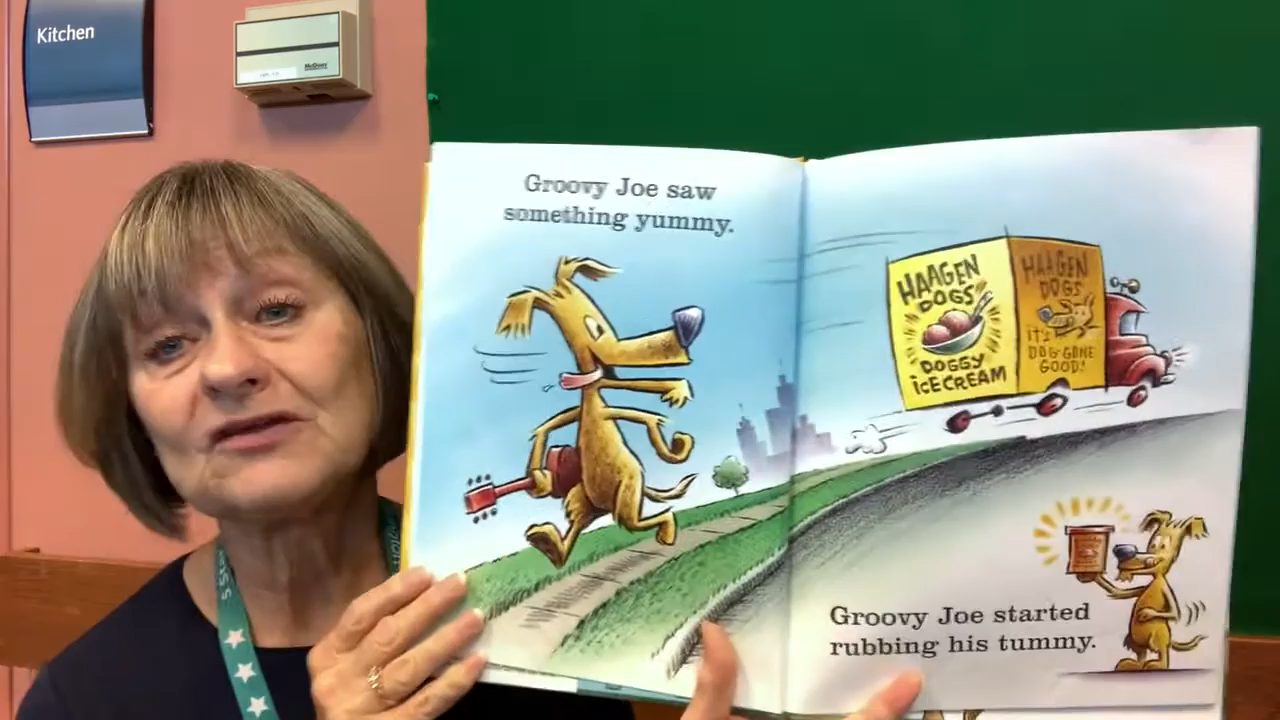 Kitchen
Groovy Joe saw
something yummy.
HAAGEN
DOGS
DOGGY
iCE CREAM
HAAGEN
DOGS
iT'S
DOG-GONE
GOOD!
Groovy Joe started
rubbing his tummy.